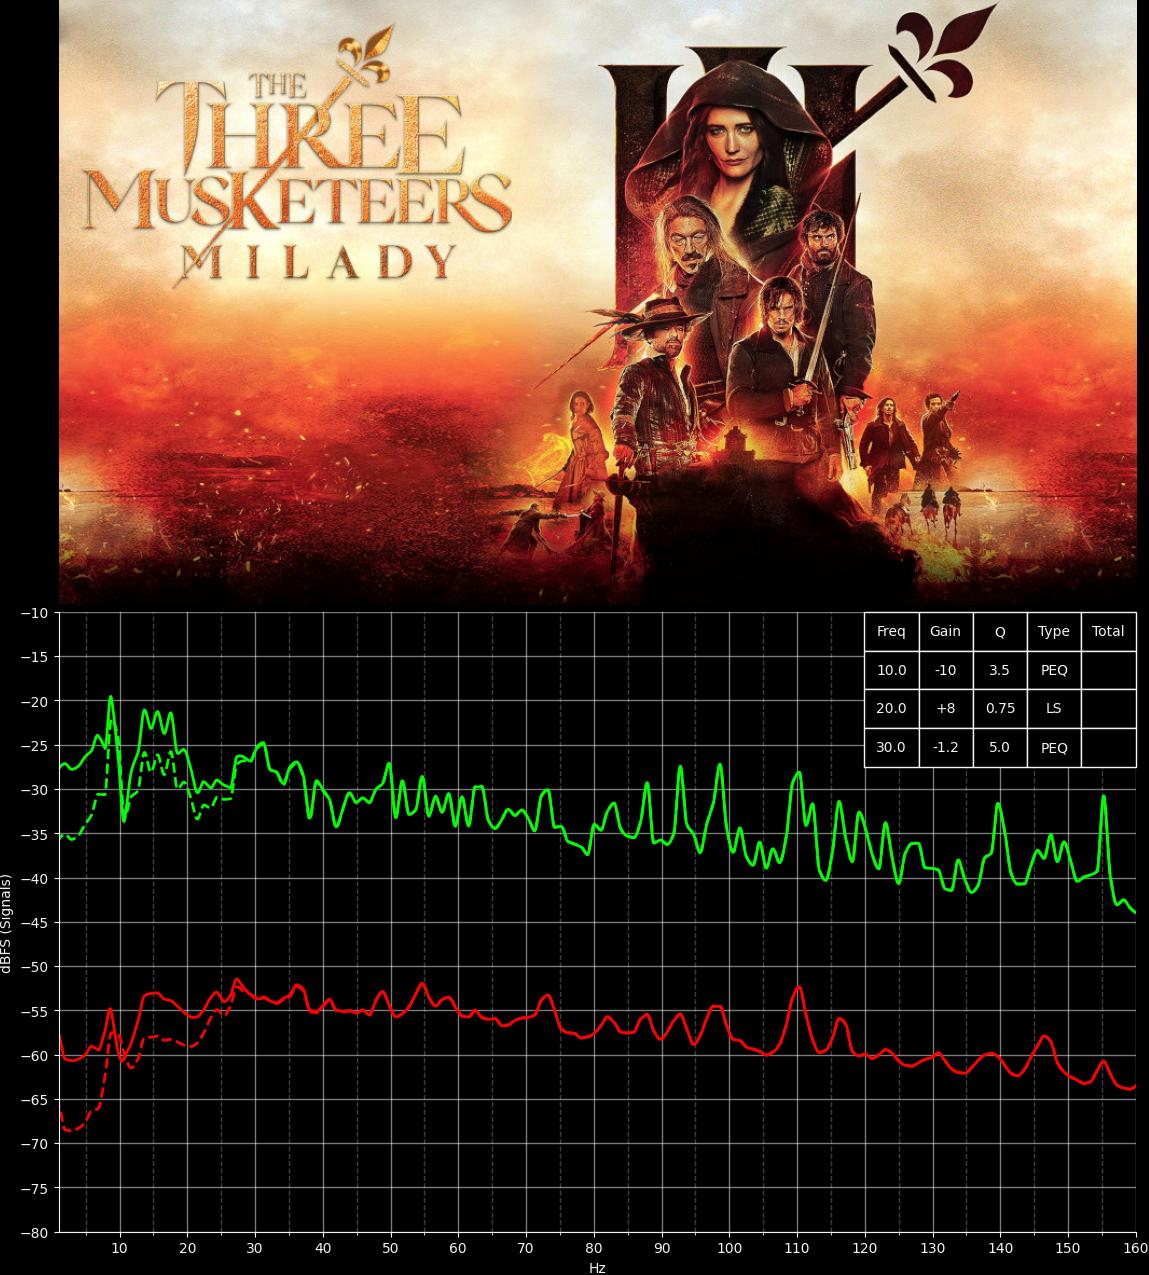 THE
THREE
MUSKETEERS
MILADY
Freq Gain Q Type Total
10.0 -10 3.5 PEQ
20.0 +8 0.75 LS
30.0 -1.2 5.0 PEQ
−10
−15
−20
−25
−30
−35
−40
−45
−50
−55
−60
−65
−70
−75
−80
dBFS (Signals)
10 20 30 40 50 60 70 80 90 100 110 120 130 140 150 160
Hz